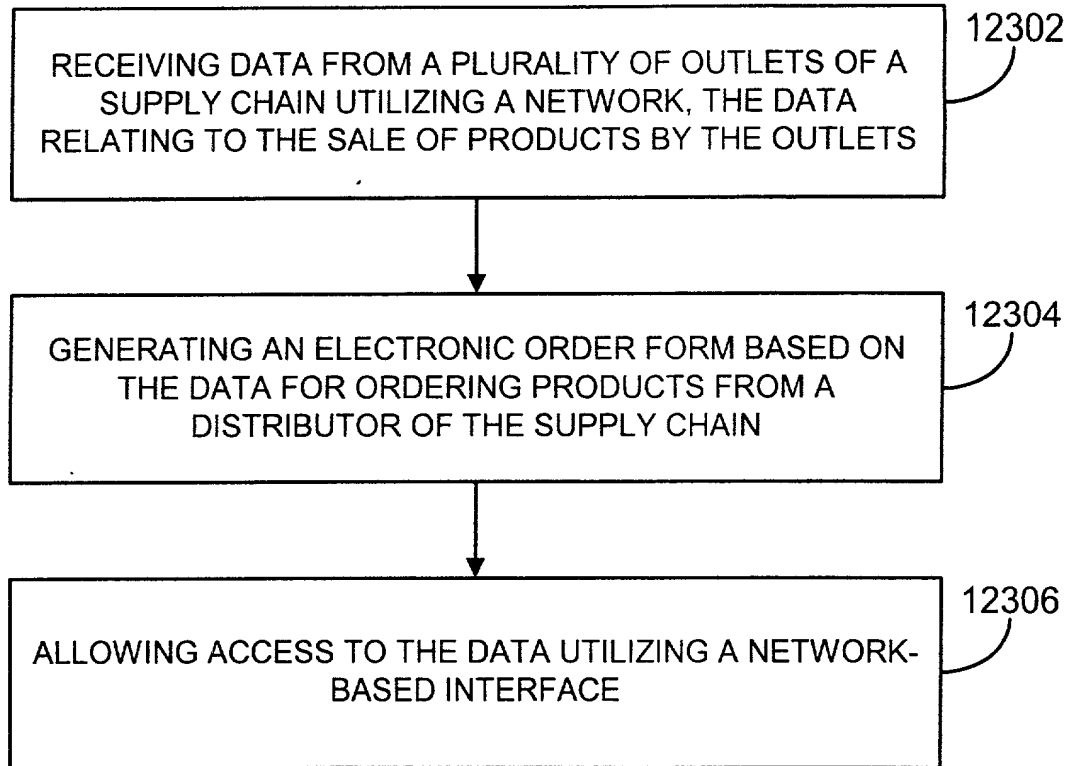 12302
RECEIVING DATA FROM A PLURALITY OF OUTLETS OF A
SUPPLY CHAIN UTILIZING A NETWORK, THE DATA
RELATING TO THE SALE OF PRODUCTS BY THE OUTLETS
12304
GENERATING AN ELECTRONIC ORDER FORM BASED ON
THE DATA FOR ORDERING PRODUCTS FROM A
DISTRIBUTOR OF THE SUPPLY CHAIN
12306
ALLOWING ACCESS TO THE DATA UTILIZING A NETWORK-
BASED INTERFACE